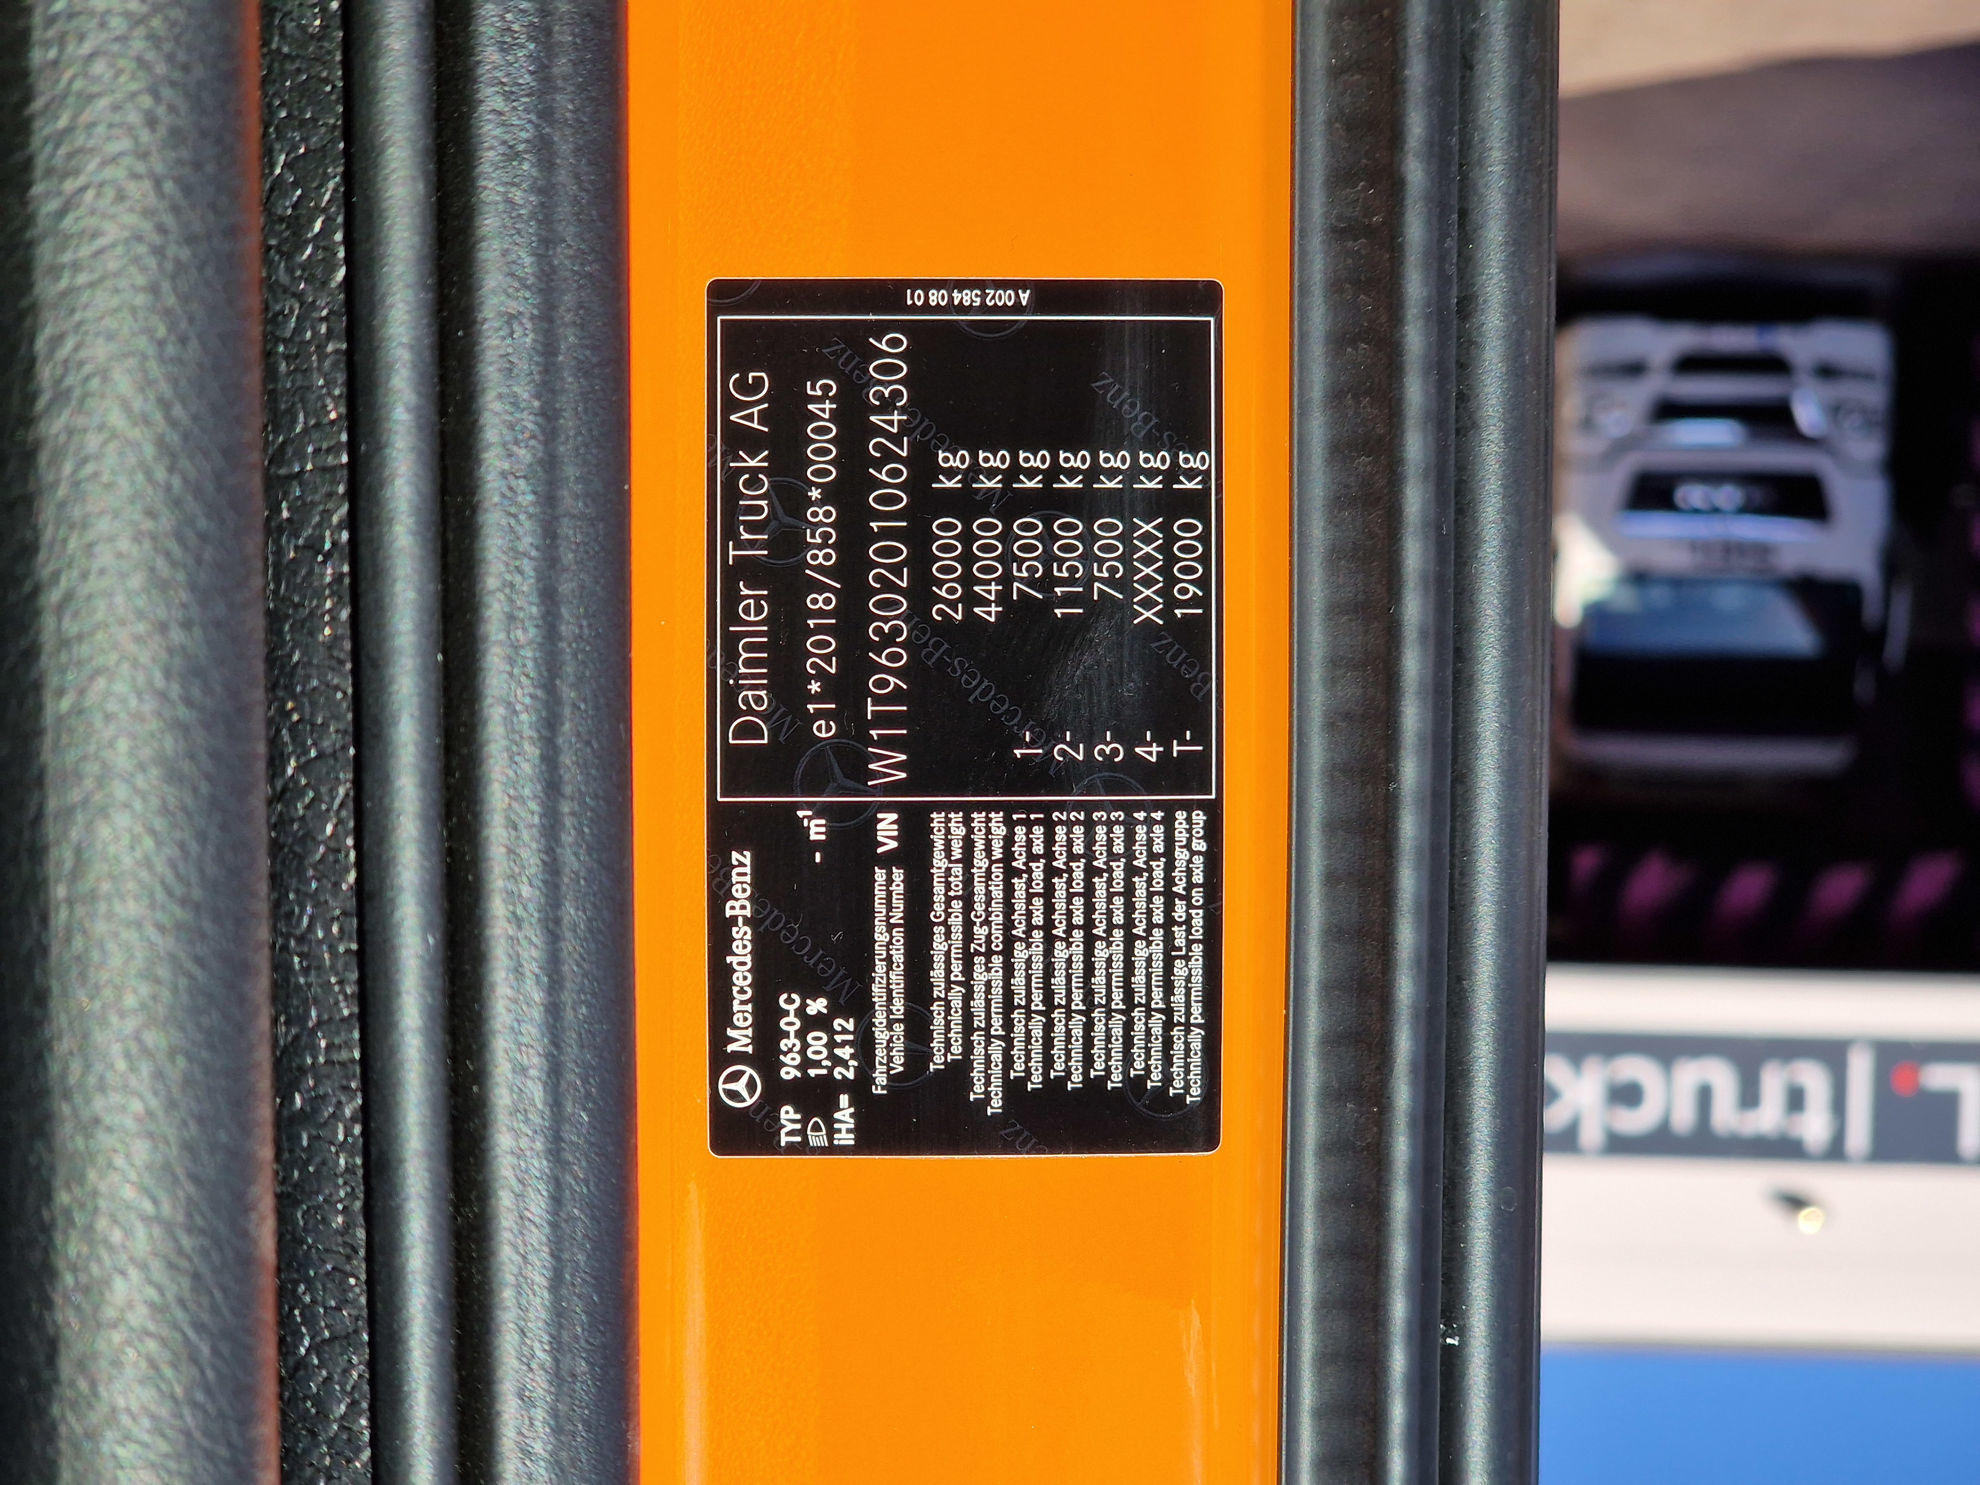 Mercedes-Benz
Daimler Truck AG
TYP 963-0-C
1,00 % - m-1
e1*2018/858*00045
iHA= 2,412
Fahrzeugidentifizierungsnummer
Vehicle Identification Number
VIN W1T96302010624306
Technisch zulässiges Gesamtgewicht
Technically permissible total weight
26000 kg
Technisch zulässiges Zug-Gesamtgewicht
Technically permissible combination weight
44000 kg
Technisch zulässige Achslast, Achse 1
Technically permissible axle load, axle 1
1- 7500 kg
Technisch zulässige Achslast, Achse 2
Technically permissible axle load, axle 2
2- 11500 kg
Technisch zulässige Achslast, Achse 3
Technically permissible axle load, axle 3
3- 7500 kg
Technisch zulässige Achslast, Achse 4
Technically permissible axle load, axle 4
4- XXXXX kg
Technisch zulässige Last der Achsgruppe
Technically permissible load on axle group
T- 19000 kg
A 002 584 08 01
L. | truck